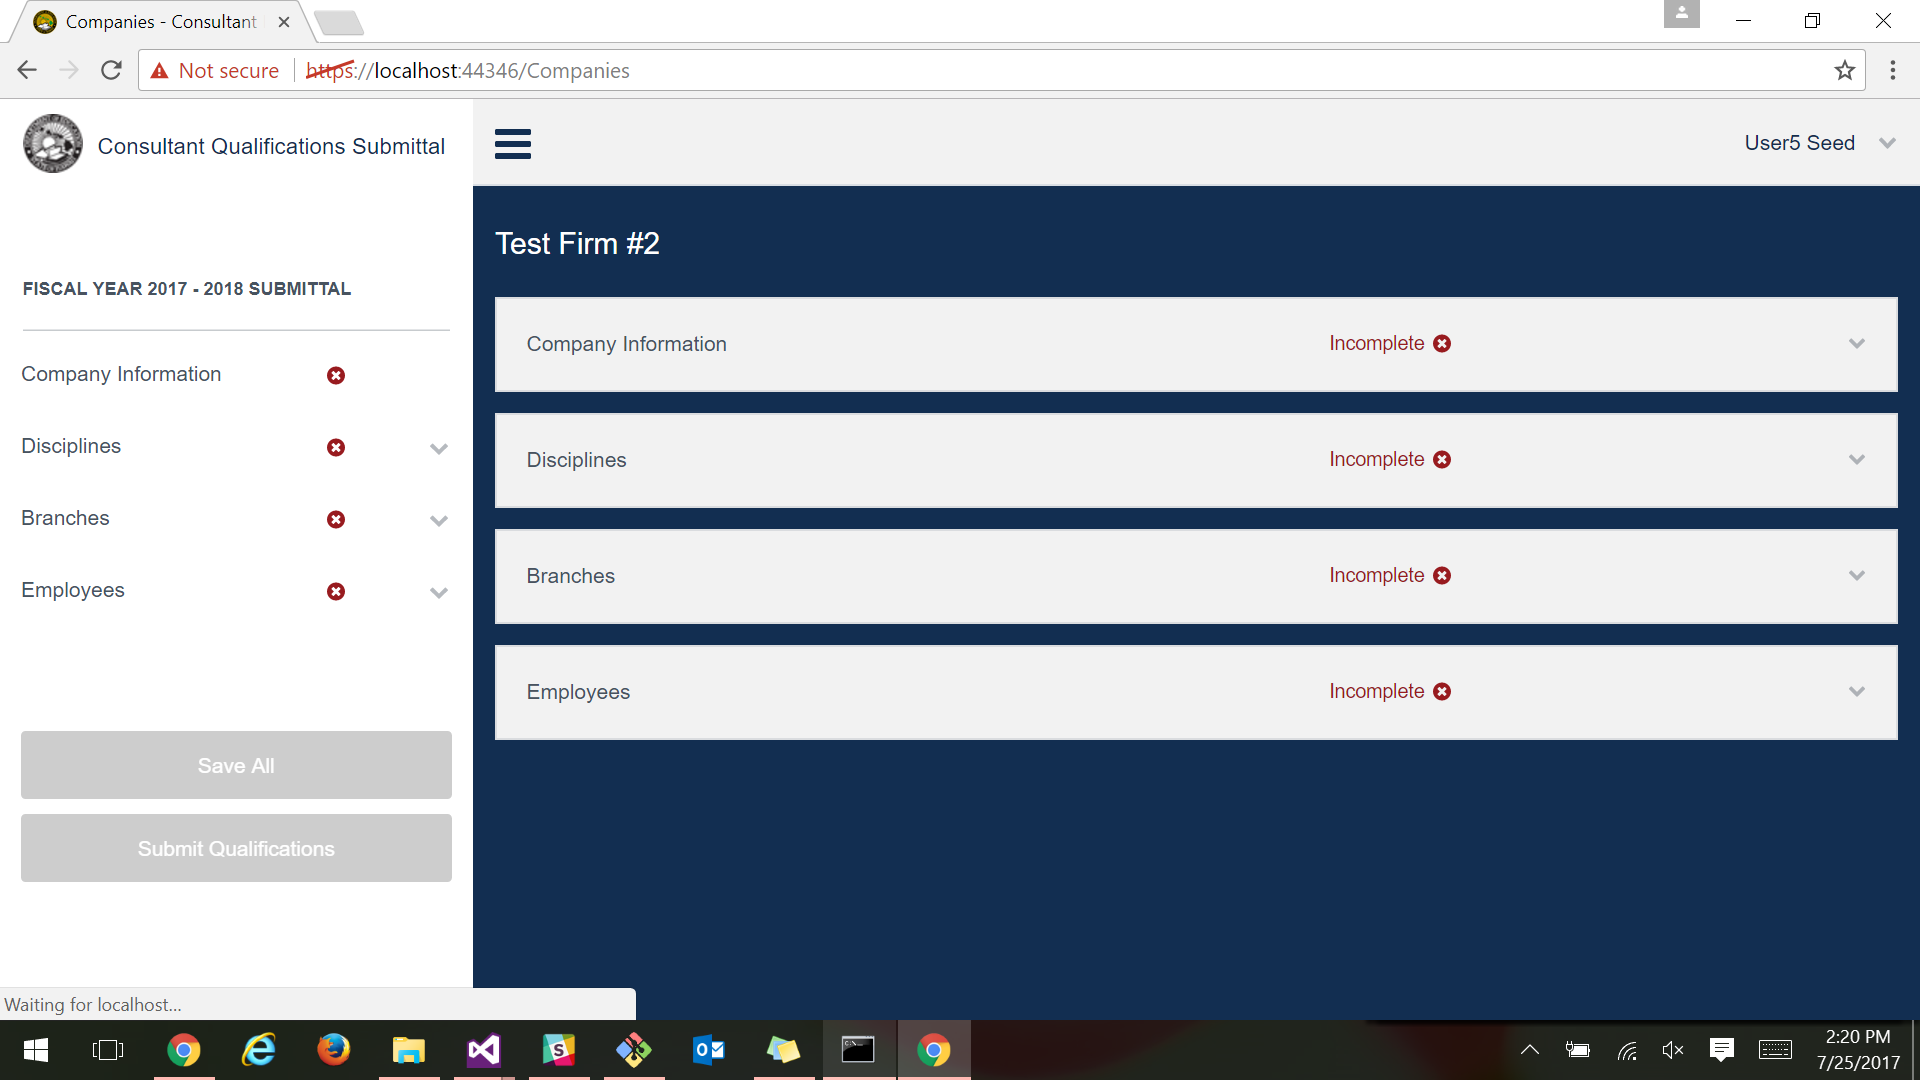 Companies - Consultant
Not secure
https://localhost:44346/Companies
Consultant Qualifications Submittal
User5 Seed
FISCAL YEAR 2017 - 2018 SUBMITTAL
Company Information
Disciplines
Branches
Employees
Save All
Submit Qualifications
Test Firm #2
Company Information Incomplete
Disciplines Incomplete
Branches Incomplete
Employees Incomplete
Waiting for localhost...
2:20 PM
7/25/2017